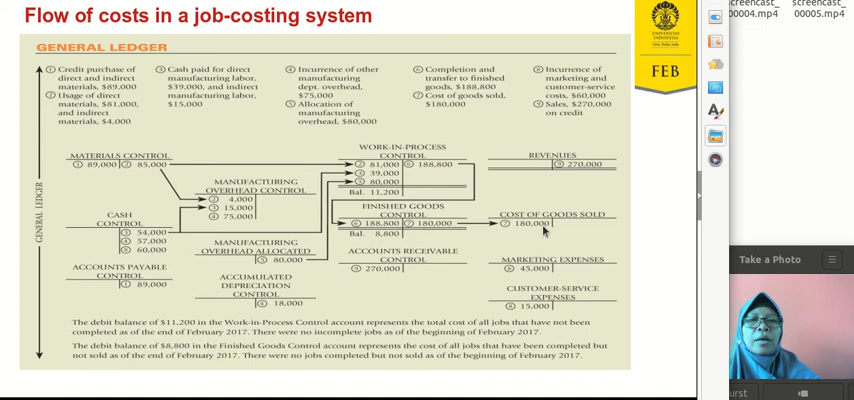 screencast_ screencast_
00004.mp4 00005.mp4
Flow of costs in a job-costing system
UNIVERSITAS
INDONESIA
FEB
GENERAL LEDGER
① Credit purchase of
direct and indirect
materials, $89,000
② Usage of direct
materials, $81,000,
and indirect
materials, $4,000
③ Cash paid for direct
manufacturing labor,
$39,000, and indirect
manufacturing labor,
$15,000
④ Incurrence of other
manufacturing
dept. overhead,
$75,000
⑤ Allocation of
manufacturing
overhead, $80,000
⑥ Completion and
transfer to finished
goods, $188,800
⑦ Cost of goods sold,
$180,000
⑧ Incurrence of
marketing and
customer-service
costs, $60,000
⑨ Sales, $270,000
on credit
GENERAL LEDGER
MATERIALS CONTROL
① 89,000 ② 85,000
MANUFACTURING
OVERHEAD CONTROL
② 4,000
③ 15,000
④ 75,000
WORK-IN-PROCESS
CONTROL
② 81,000 ⑥ 188,800
③ 39,000
⑤ 80,000
Bal. 11,200
REVENUES
⑨ 270,000
CASH
CONTROL
③ 54,000
④ 57,000
⑧ 60,000
MANUFACTURING
OVERHEAD ALLOCATED
⑤ 80,000
FINISHED GOODS
CONTROL
⑥ 188,800 ⑦ 180,000
Bal. 8,800
COST OF GOODS SOLD
⑦ 180,000
ACCOUNTS PAYABLE
CONTROL
① 89,000
ACCUMULATED
DEPRECIATION
CONTROL
④ 18,000
ACCOUNTS RECEIVABLE
CONTROL
⑨ 270,000
MARKETING EXPENSES
⑧ 45,000
CUSTOMER-SERVICE
EXPENSES
⑧ 15,000
The debit balance of $11,200 in the Work-in-Process Control account represents the total cost of all jobs that have not been
completed as of the end of February 2017. There were no incomplete jobs as of the beginning of February 2017.
The debit balance of $8,800 in the Finished Goods Control account represents the cost of all jobs that have been completed but
not sold as of the end of February 2017. There were no jobs completed but not sold as of the beginning of February 2017.
Take a Photo
urst